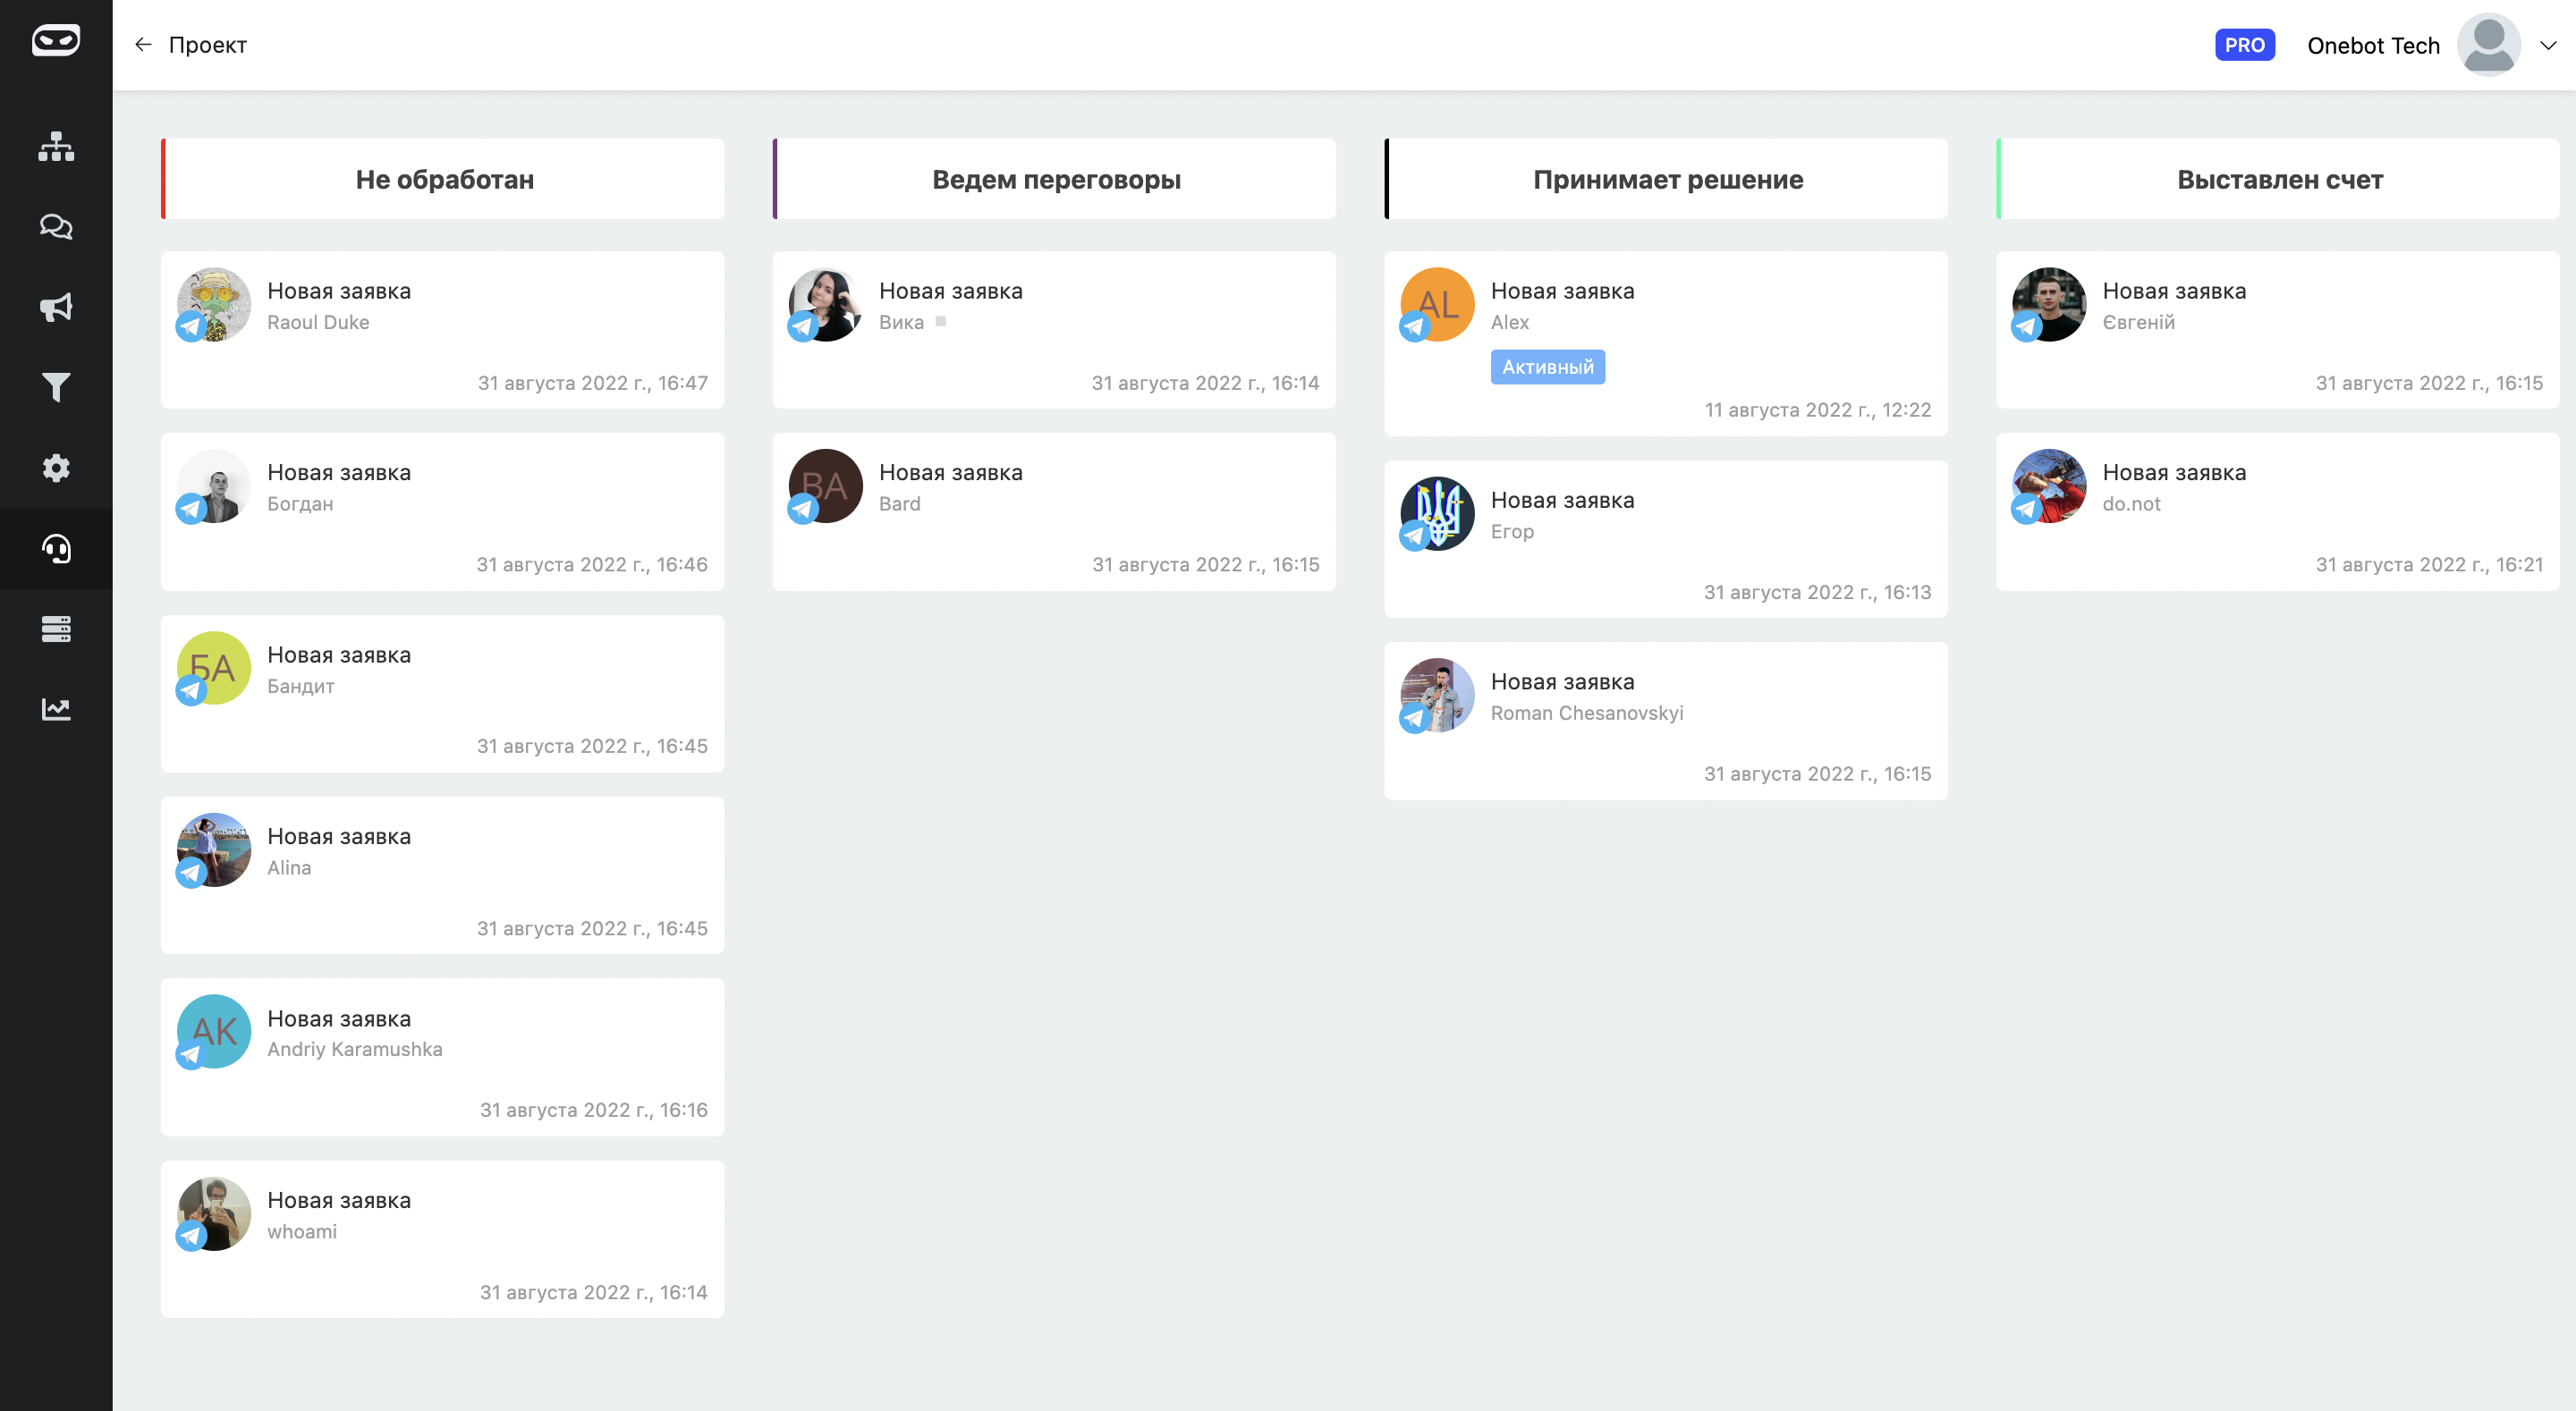 Проект
PRO
Onebot Tech
Не обработан
Новая заявка
Raoul Duke
31 августа 2022 г., 16:47
Новая заявка
Богдан
31 августа 2022 г., 16:46
БА
Новая заявка
Бандит
31 августа 2022 г., 16:45
Новая заявка
Alina
31 августа 2022 г., 16:45
AK
Новая заявка
Andriy Karamushka
31 августа 2022 г., 16:16
Новая заявка
whoami
31 августа 2022 г., 16:14
Ведем переговоры
Новая заявка
Вика
31 августа 2022 г., 16:14
BA
Новая заявка
Bard
31 августа 2022 г., 16:15
Принимает решение
AL
Новая заявка
Alex
Активный
11 августа 2022 г., 12:22
Новая заявка
Егор
31 августа 2022 г., 16:13
Новая заявка
Roman Chesanovskyi
31 августа 2022 г., 16:15
Выставлен счет
Новая заявка
Євгеній
31 августа 2022 г., 16:15
Новая заявка
do.not
31 августа 2022 г., 16:21